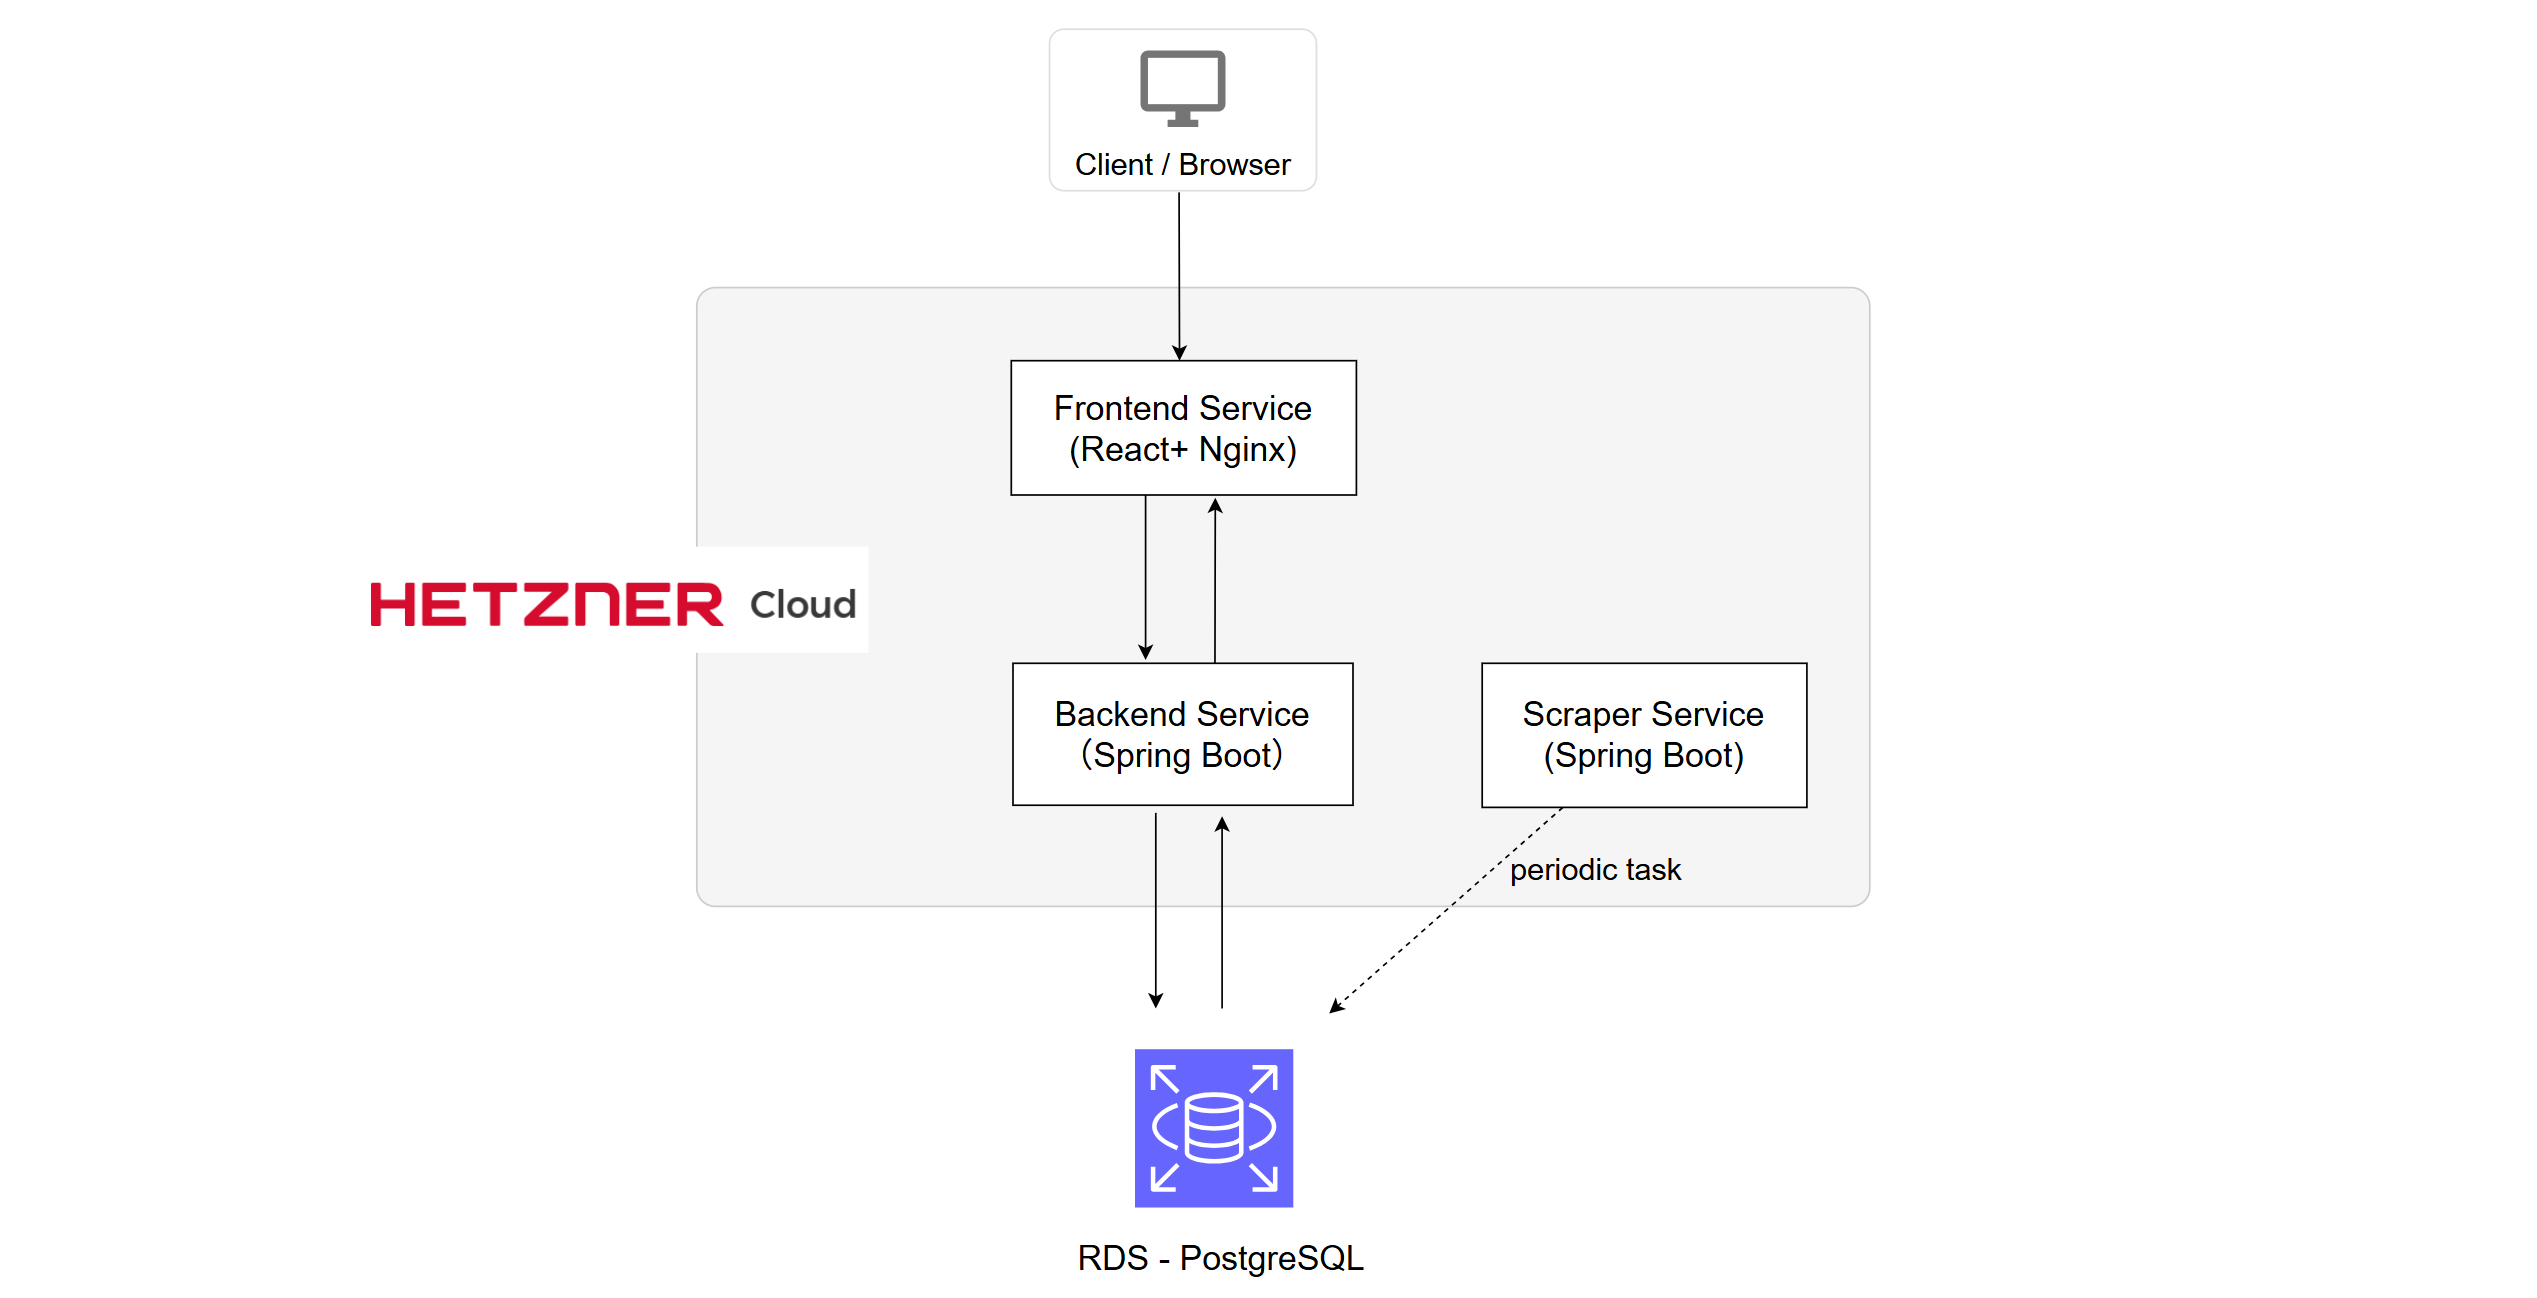 Client / Browser
Frontend Service
(React+ Nginx)
HETZNER Cloud
Backend Service
（Spring Boot）
Scraper Service
(Spring Boot)
periodic task
RDS - PostgreSQL